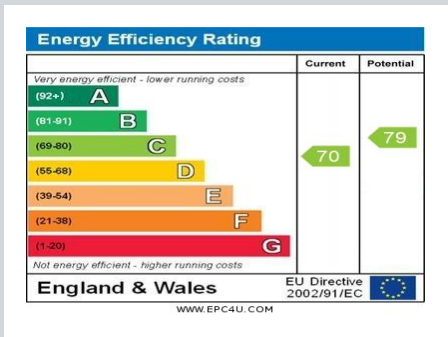 Energy Efficiency Rating
Current Potential
Very energy efficient - lower running costs
(92+) A
(81-91) B
(69-80) C
(55-68) D
(39-54) E
(21-38) F
(1-20) G
70
79
Not energy efficient - higher running costs
England & Wales
EU Directive
2002/91/EC
WWW.EPC4U.COM